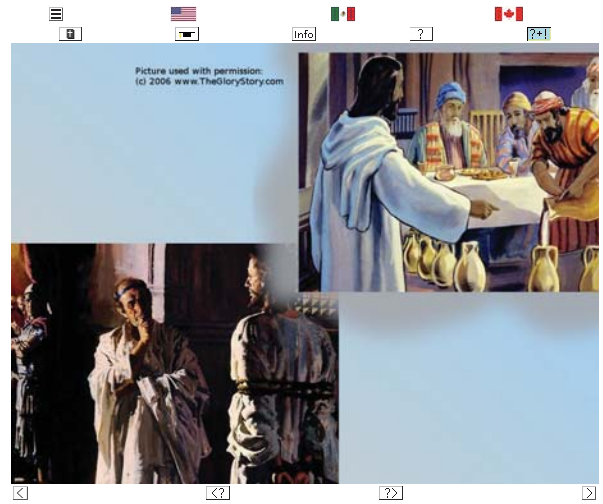 Info
?
?+!
Picture used with permission:
(c) 2006 www.TheGloryStory.com
<
<?
?>
>